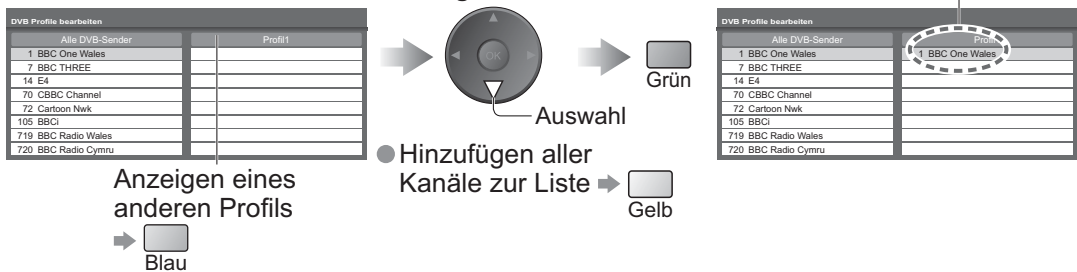 DVB Profile bearbeiten
Alle DVB-Sender Profil1
1 BBC One Wales
7 BBC THREE
14 E4
70 CBBC Channel
72 Cartoon Nwk
105 BBCi
719 BBC Radio Wales
720 BBC Radio Cymru
Anzeigen eines
anderen Profils
Blau
OK
Auswahl
Grün
Hinzufügen aller
Kanäle zur Liste
Gelb
DVB Profile bearbeiten
Alle DVB-Sender
1 BBC One Wales 1 BBC One Wales
7 BBC THREE
14 E4
70 CBBC Channel
72 Cartoon Nwk
105 BBCi
719 BBC Radio Wales
720 BBC Radio Cymru